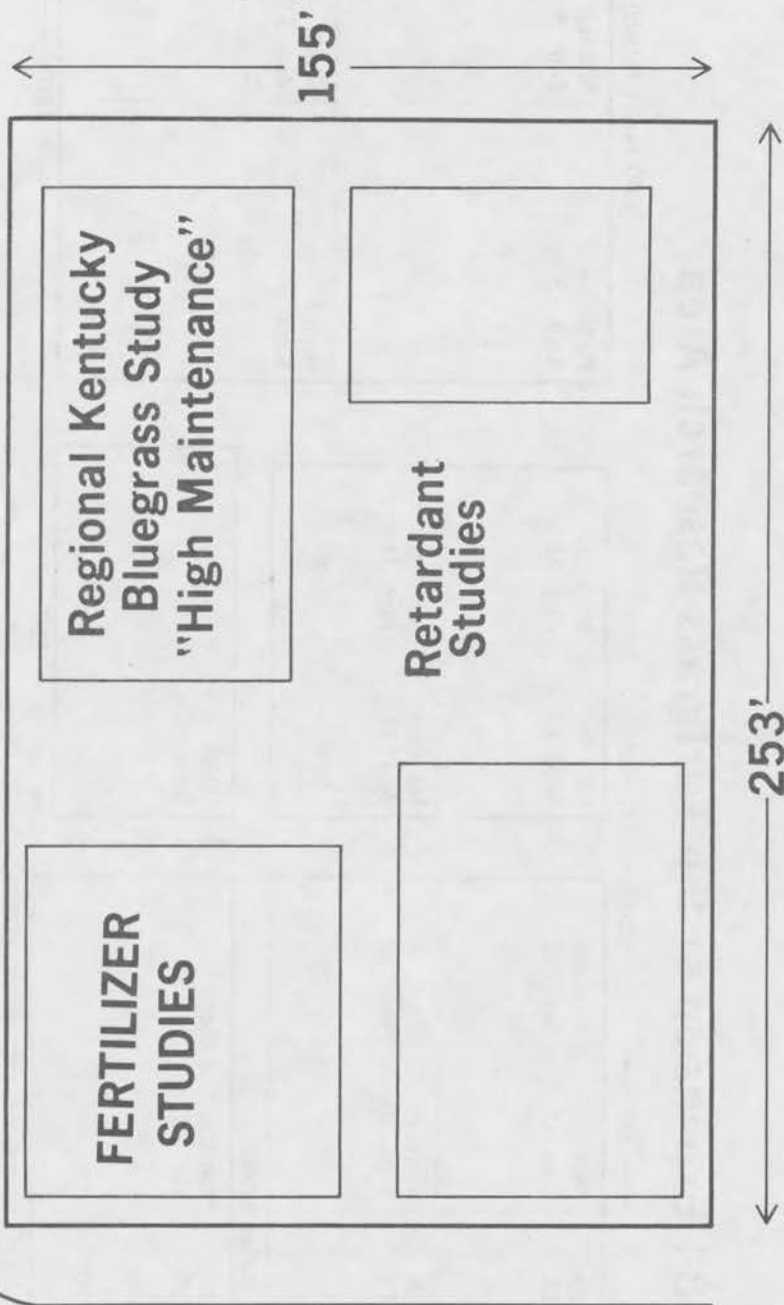 155'
Regional Kentucky
Bluegrass Study
"High Maintenance"
Retardant
Studies
FERTILIZER
STUDIES
253'